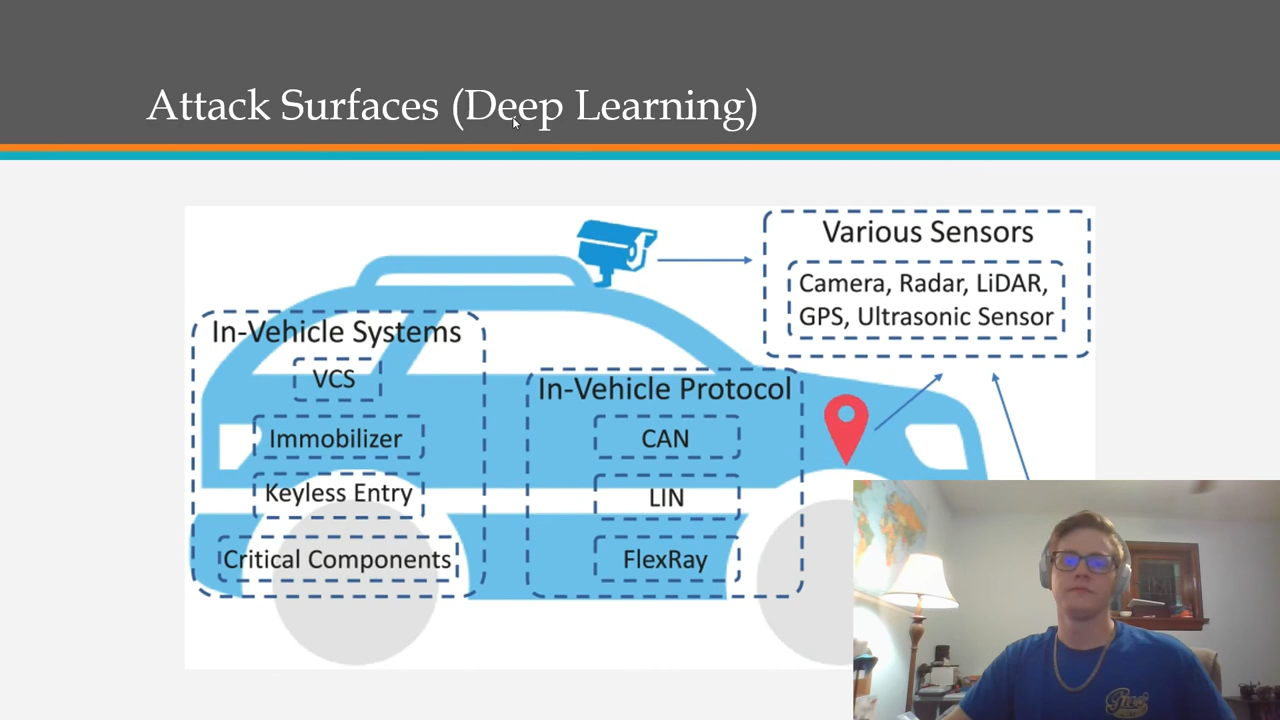 Attack Surfaces (Deep Learning)
Various Sensors
Camera, Radar, LiDAR,
GPS, Ultrasonic Sensor
In-Vehicle Systems
VCS
Immobilizer
Keyless Entry
Critical Components
In-Vehicle Protocol
CAN
LIN
FlexRay